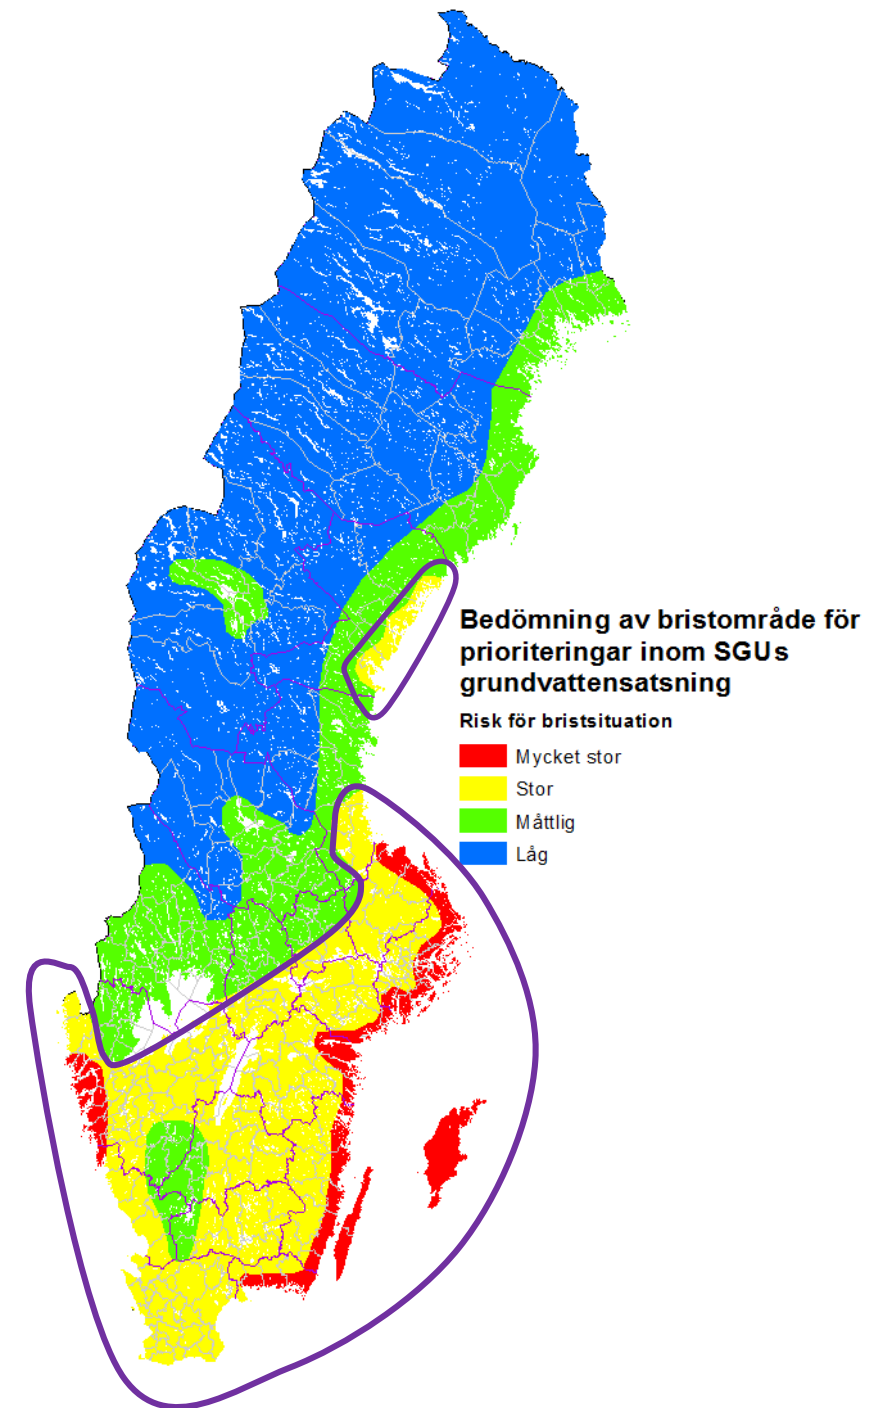 Bedömning av bristområde för
prioriteringar inom SGUs
grundvattensatsning
Risk för bristsituation
Mycket stor
Stor
Måttlig
Låg